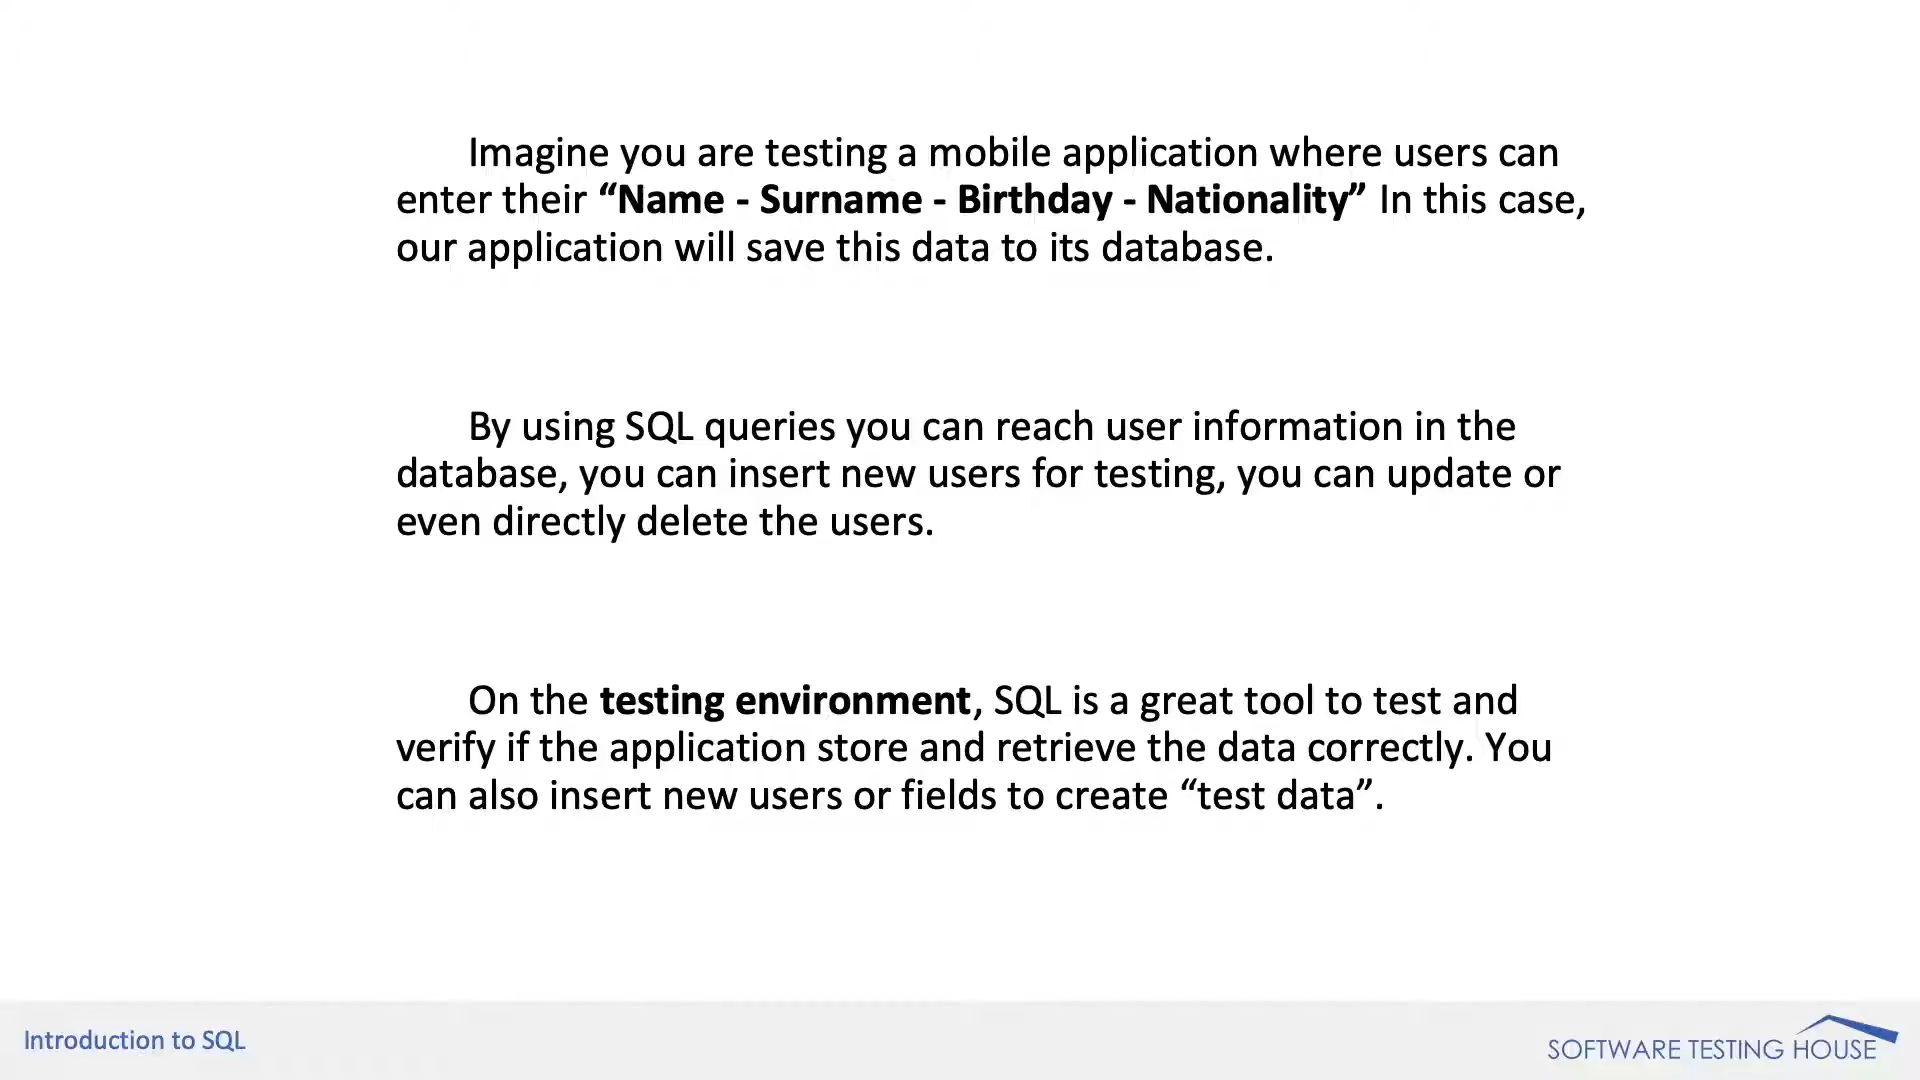 Imagine you are testing a mobile application where users can
enter their “Name - Surname - Birthday - Nationality” In this case,
our application will save this data to its database.
By using SQL queries you can reach user information in the
database, you can insert new users for testing, you can update or
even directly delete the users.
On the testing environment, SQL is a great tool to test and
verify if the application store and retrieve the data correctly. You
can also insert new users or fields to create “test data”.
Introduction to SQL
SOFTWARE TESTING HOUSE